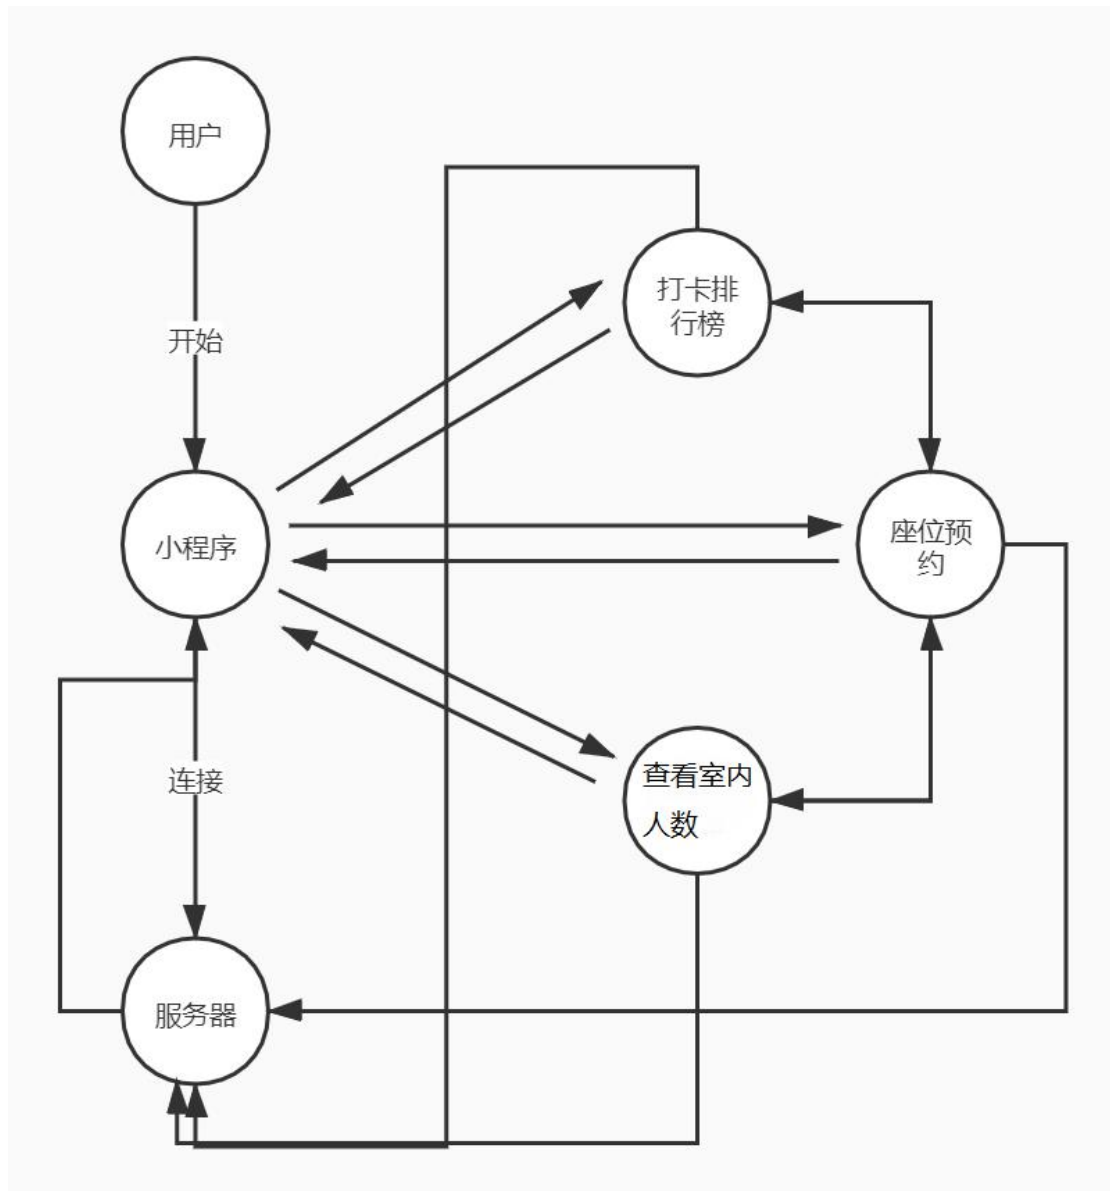 用户
开始
打卡排
行榜
小程序
座位预
约
连接
查看室内
人数
服务器